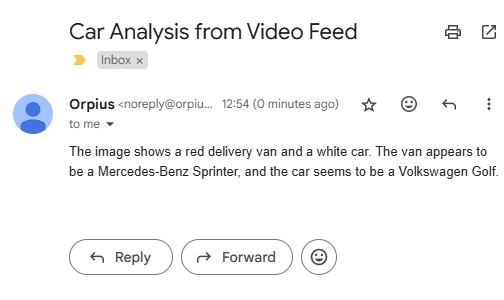 Car Analysis from Video Feed
Inbox ×
Orpius <noreply@orpiu... 12:54 (0 minutes ago)
to me
The image shows a red delivery van and a white car. The van appears to
be a Mercedes-Benz Sprinter, and the car seems to be a Volkswagen Golf.
Reply
Forward